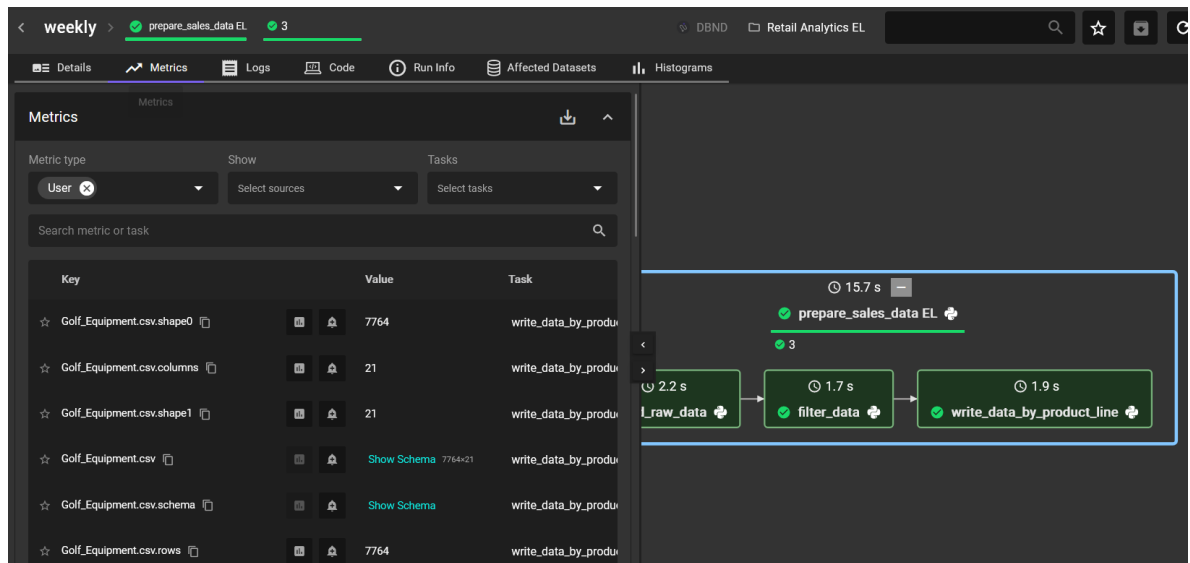 weekly > prepare_sales_data EL 3 DBND Retail Analytics EL
Details Metrics Logs Code Run Info Affected Datasets Histograms
Metrics
Metrics
Metric type Show Tasks
User Select sources Select tasks
Search metric or task
Key Value Task
Golf_Equipment.csv.shape0 7764 write_data_by_produ
Golf_Equipment.csv.columns 21 write_data_by_produ
Golf_Equipment.csv.shape1 21 write_data_by_produ
Golf_Equipment.csv Show Schema 7764×21 write_data_by_produ
Golf_Equipment.csv.schema Show Schema write_data_by_produ
Golf_Equipment.csv.rows 7764 write_data_by_produ
15.7 s
prepare_sales_data EL
3
2.2 s 1.7 s 1.9 s
l_raw_data filter_data write_data_by_product_line